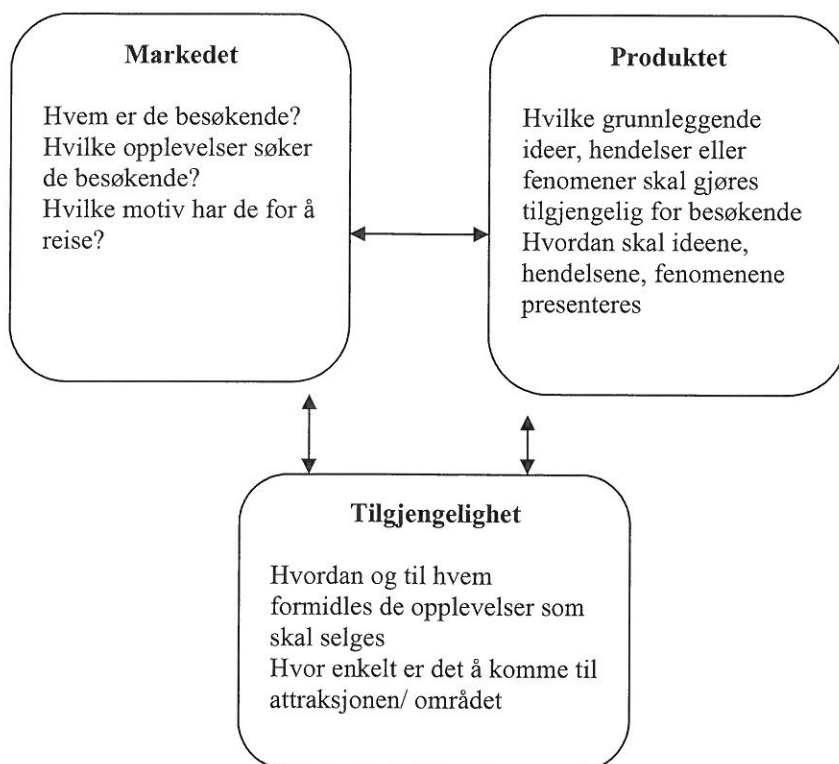 Markedet
Hvem er de besøkende?
Hvilke opplevelser søker
de besøkende?
Hvilke motiv har de for å
reise?
Produktet
Hvilke grunnleggende
ideer, hendelser eller
fenomener skal gjøres
tilgjengelig for besøkende
Hvordan skal ideene,
hendelsene, fenomenene
presenteres
Tilgjengelighet
Hvordan og til hvem
formidles de opplevelser som
skal selges
Hvor enkelt er det å komme til
attraksjonen/ området